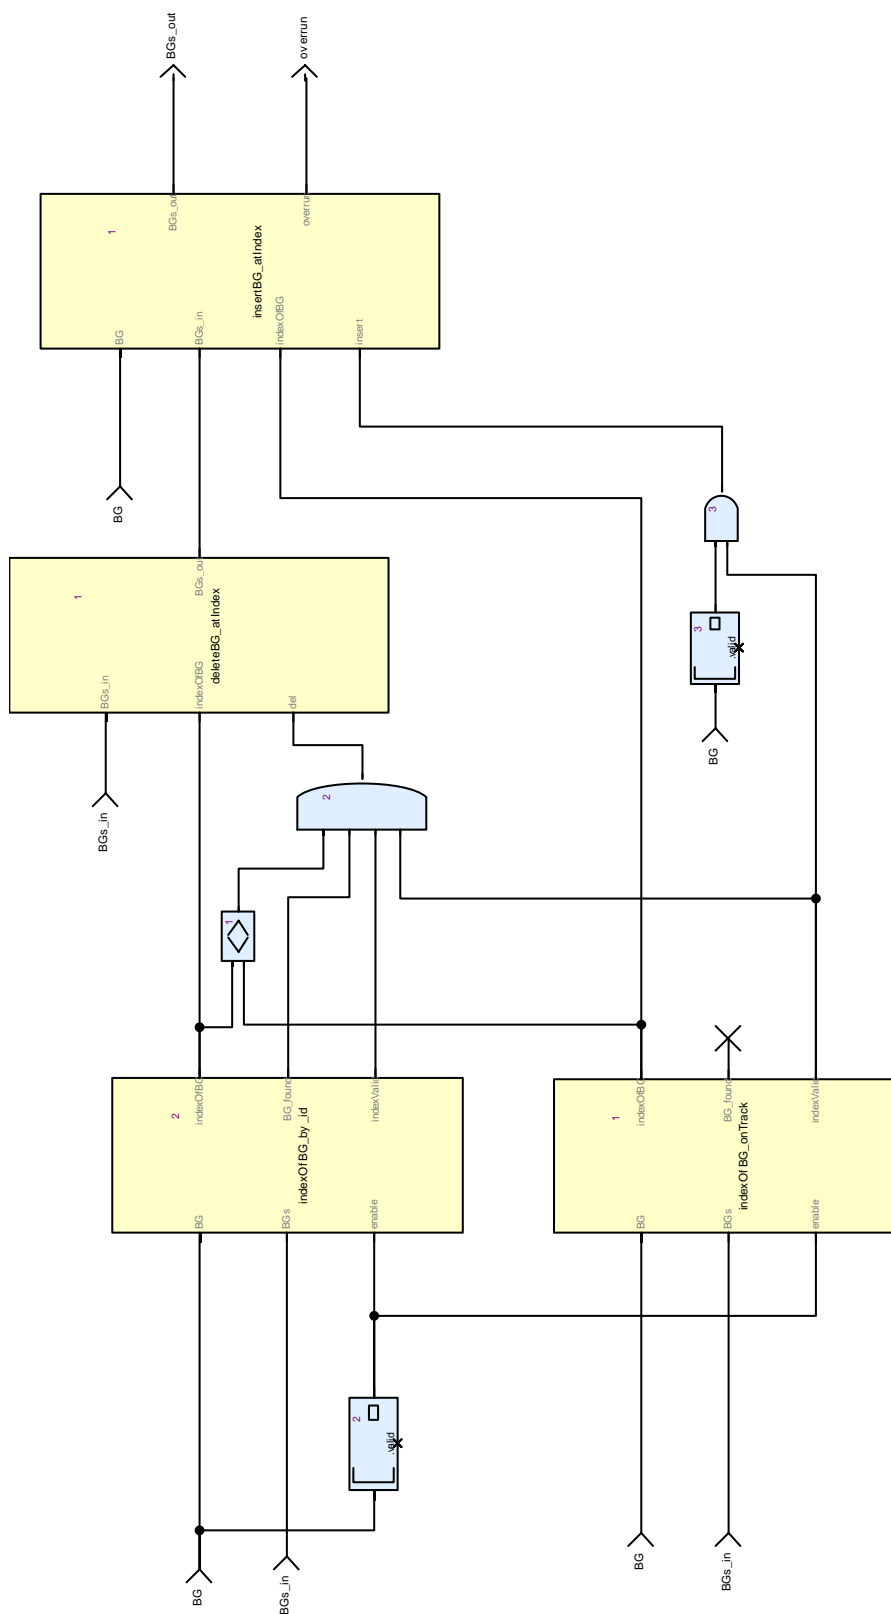 BGs_out
overrun
BGs_out
overrun
1
insertBG_atIndex
BG
BGs_in
indexOfBG
insert
BG
3
BGs_out
1
deleteBG_atIndex
3
.valid
BGs_in
indexOfBG
del
BG
BGs_in
2
1
indexOfBG
BG_found
indexValid
2
indexOfBG_by_id
BG
BGs
enable
indexOfBG
BG_found
indexValid
1
indexOfBG_onTrack
BG
BGs
enable
2
.valid
BG
BGs_in
BG
BGs_in